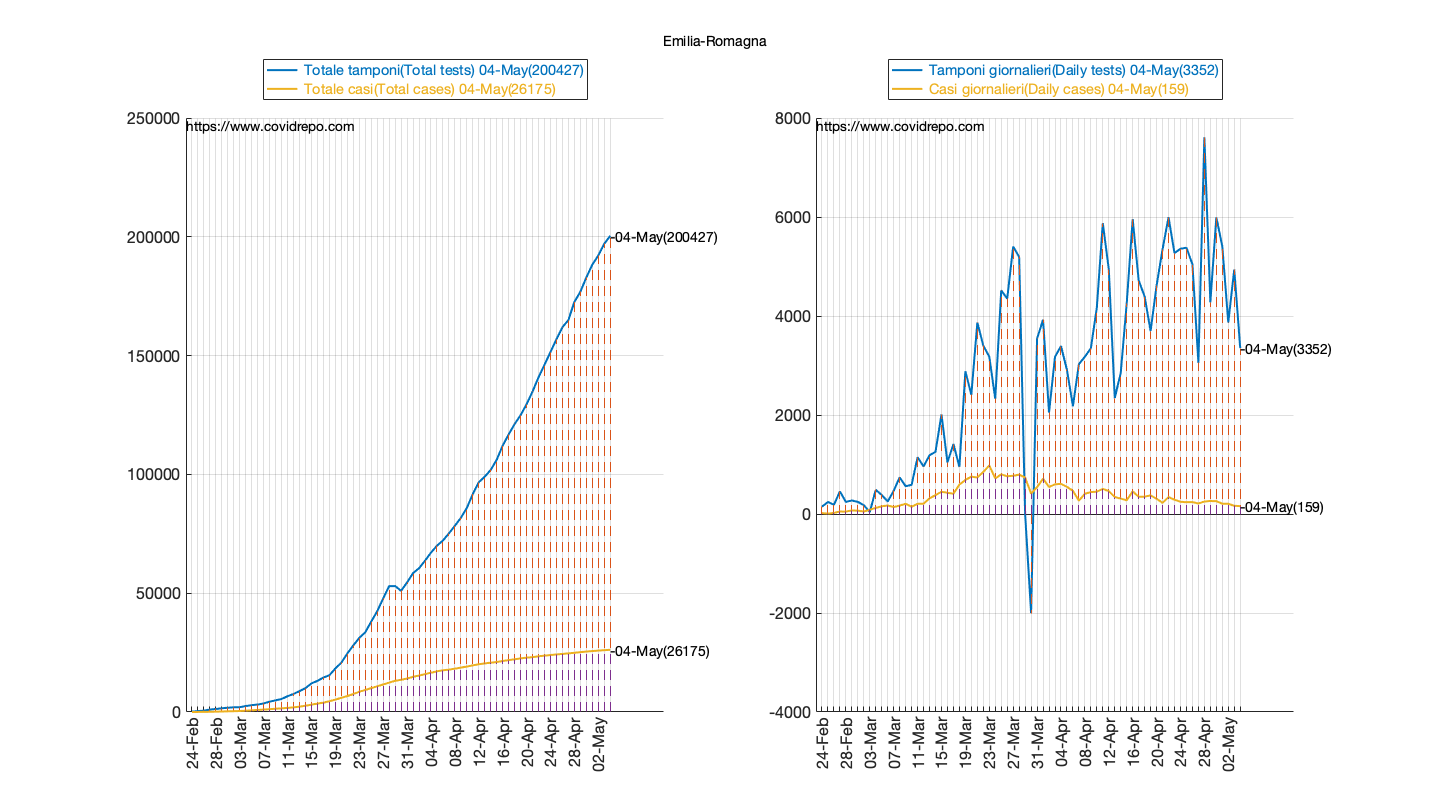 Emilia-Romagna
Totale tamponi(Total tests) 04-May(200427)
Totale casi(Total cases) 04-May(26175)
250000
https://www.covidrepo.com
200000
04-May(200427)
150000
100000
50000
04-May(26175)
0
24-Feb
28-Feb
03-Mar
07-Mar
11-Mar
15-Mar
19-Mar
23-Mar
27-Mar
31-Mar
04-Apr
08-Apr
12-Apr
16-Apr
20-Apr
24-Apr
28-Apr
02-May
Tamponi giornalieri(Daily tests) 04-May(3352)
Casi giornalieri(Daily cases) 04-May(159)
8000
https://www.covidrepo.com
6000
4000
04-May(3352)
2000
04-May(159)
0
-2000
-4000
24-Feb
28-Feb
03-Mar
07-Mar
11-Mar
15-Mar
19-Mar
23-Mar
27-Mar
31-Mar
04-Apr
08-Apr
12-Apr
16-Apr
20-Apr
24-Apr
28-Apr
02-May